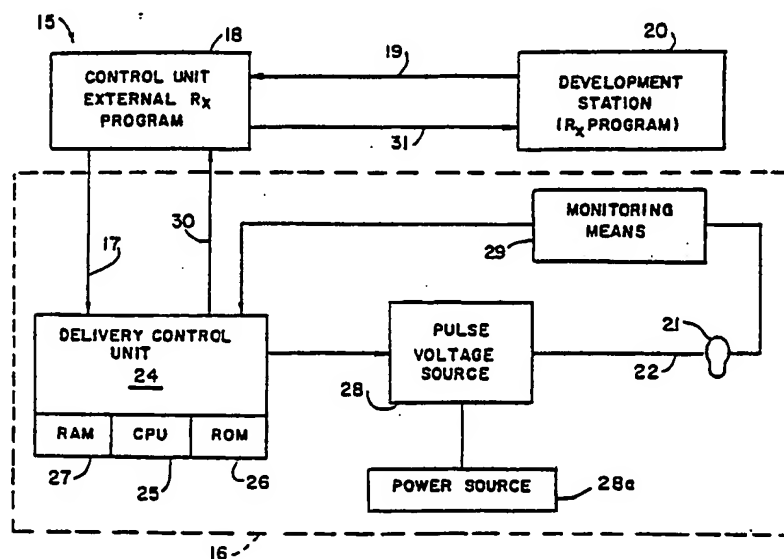 15
18
CONTROL UNIT
EXTERNAL Rx
PROGRAM
19
31
20
DEVELOPMENT
STATION
(Rx PROGRAM)
17
30
MONITORING
MEANS
29
DELIVERY CONTROL
UNIT
24
RAM
CPU
ROM
27
25
26
PULSE
VOLTAGE
SOURCE
28
21
22
POWER SOURCE
28a
16